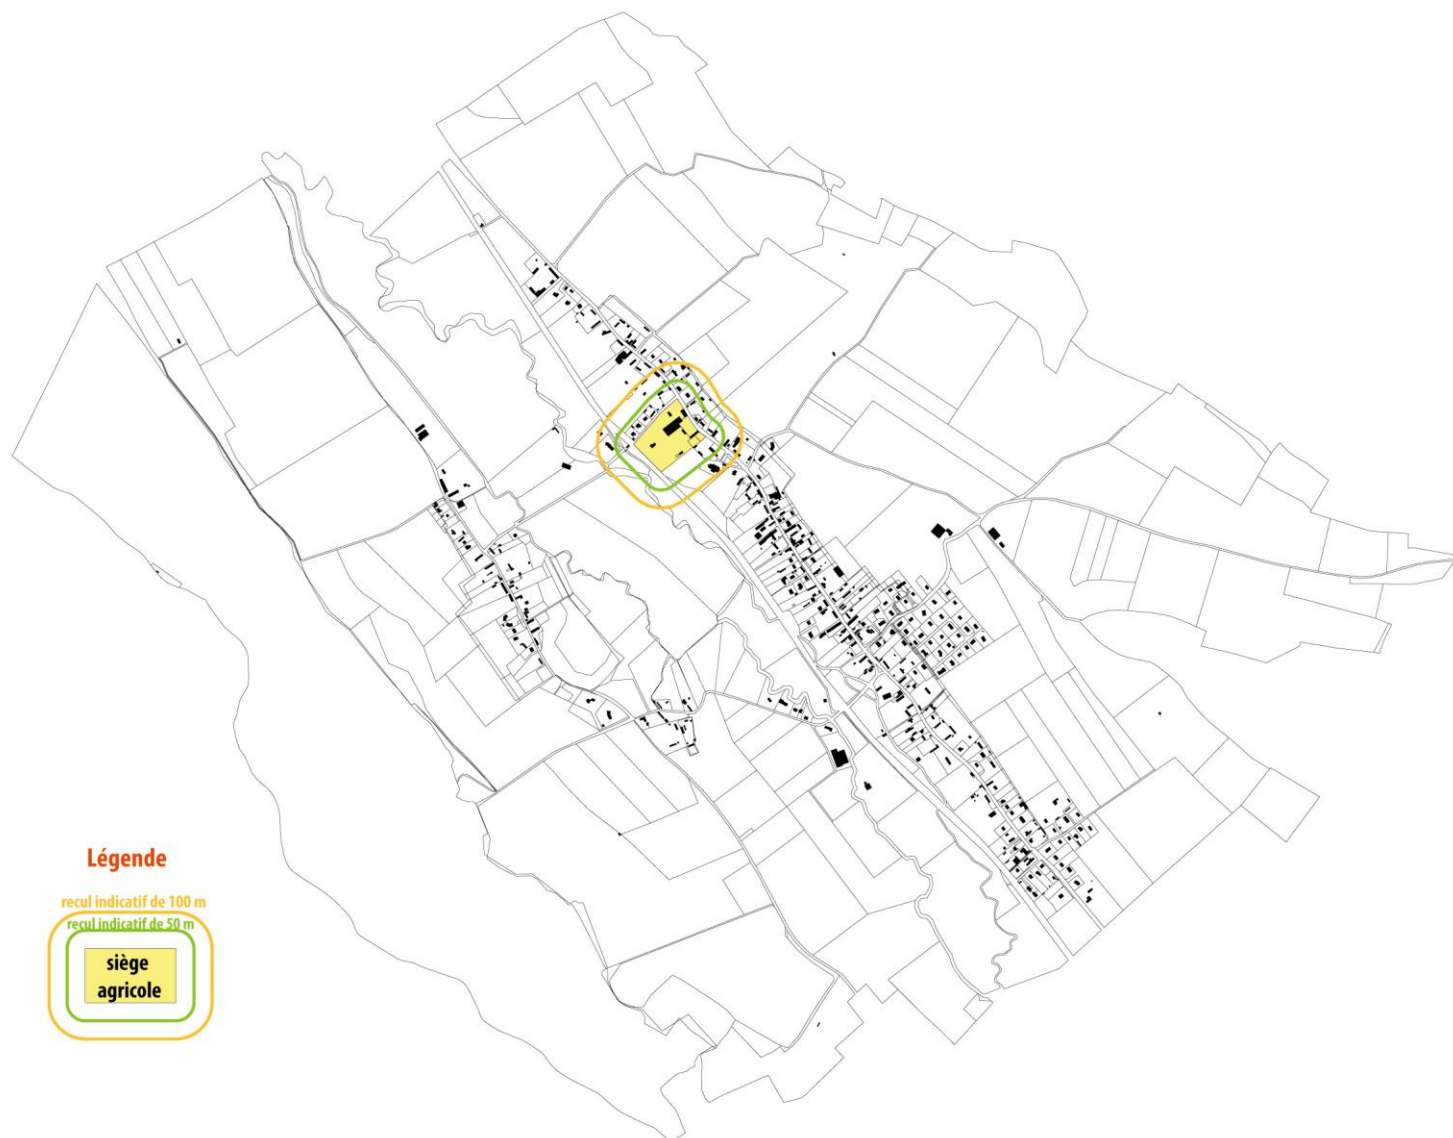 Légende
recul indicatif de 100 m
recul indicatif de 50 m
siège
agricole